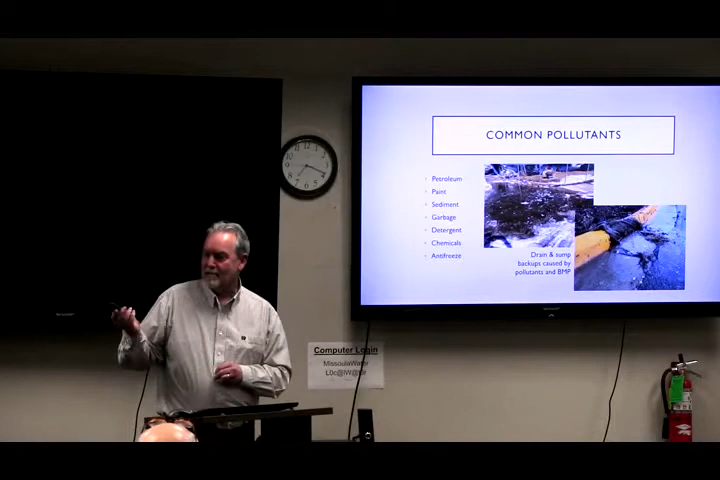 COMMON POLLUTANTS
Petroleum
Paint
Sediment
Garbage
Detergent
Chemicals
Antifreeze
Drain & sump
backups caused by
pollutants and BMP
Computer Login